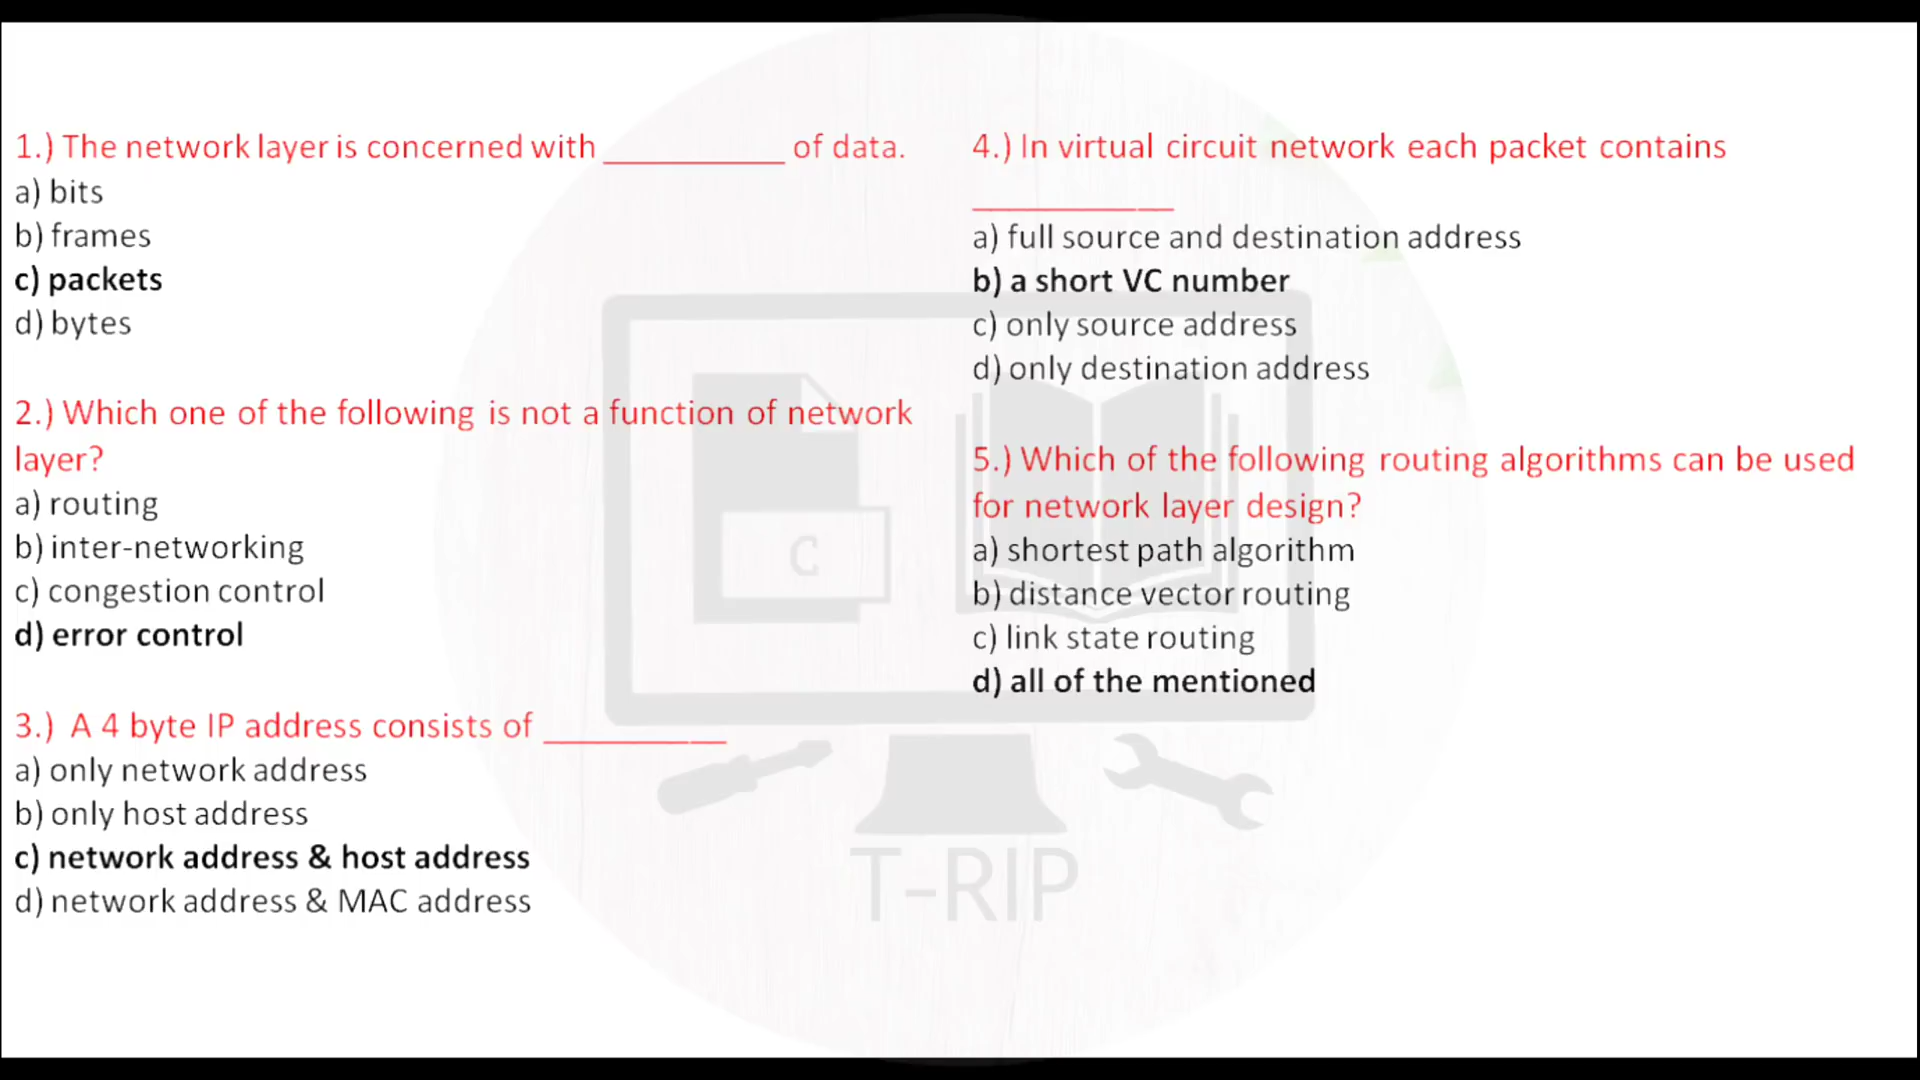 1.) The network layer is concerned with __________ of data.
a) bits
b) frames
c) packets
d) bytes
2.) Which one of the following is not a function of network
layer?
a) routing
b) inter-networking
c) congestion control
d) error control
3.) A 4 byte IP address consists of __________
a) only network address
b) only host address
c) network address & host address
d) network address & MAC address
4.) In virtual circuit network each packet contains
___________
a) full source and destination address
b) a short VC number
c) only source address
d) only destination address
5.) Which of the following routing algorithms can be used
for network layer design?
a) shortest path algorithm
b) distance vector routing
c) link state routing
d) all of the mentioned
C
T-RIP